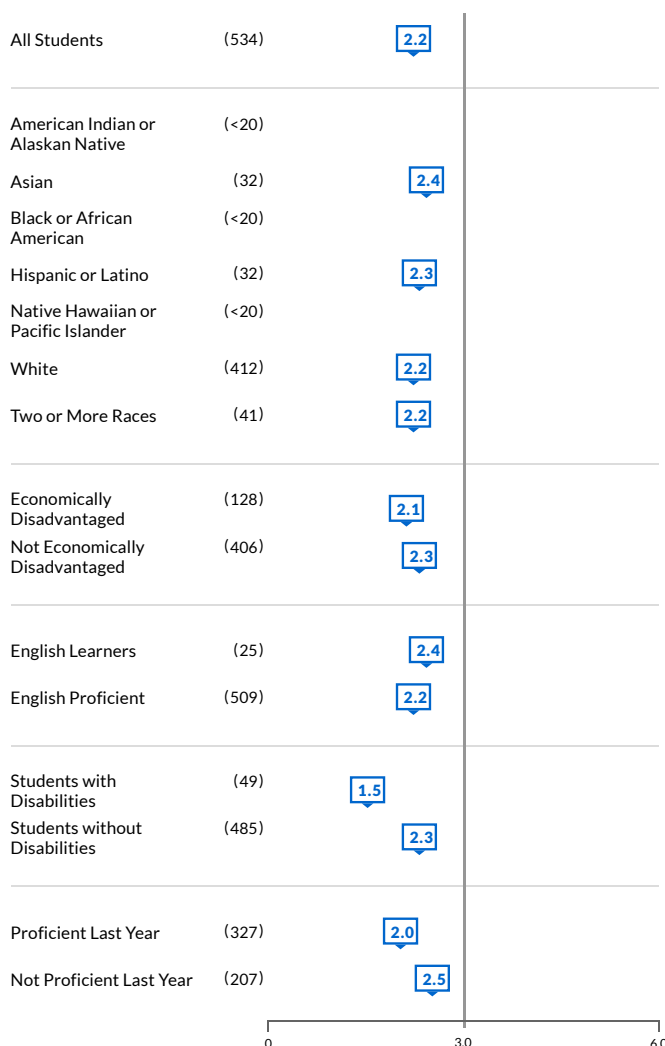 All Students (534) 2.2
American Indian or (<20)
Alaskan Native
Asian (32) 2.4
Black or African (<20)
American
Hispanic or Latino (32) 2.3
Native Hawaiian or (<20)
Pacific Islander
White (412) 2.2
Two or More Races (41) 2.2
Economically (128) 2.1
Disadvantaged
Not Economically (406) 2.3
Disadvantaged
English Learners (25) 2.4
English Proficient (509) 2.2
Students with (49) 1.5
Disabilities
Students without (485) 2.3
Disabilities
Proficient Last Year (327) 2.0
Not Proficient Last Year (207) 2.5
0 3.0 6.0